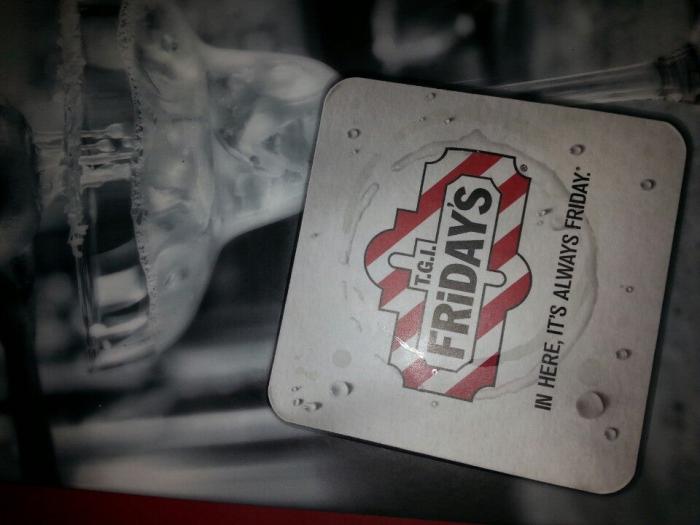 T.G.I.
FRiDAY'S®
IN HERE, IT'S ALWAYS FRIDAY.®